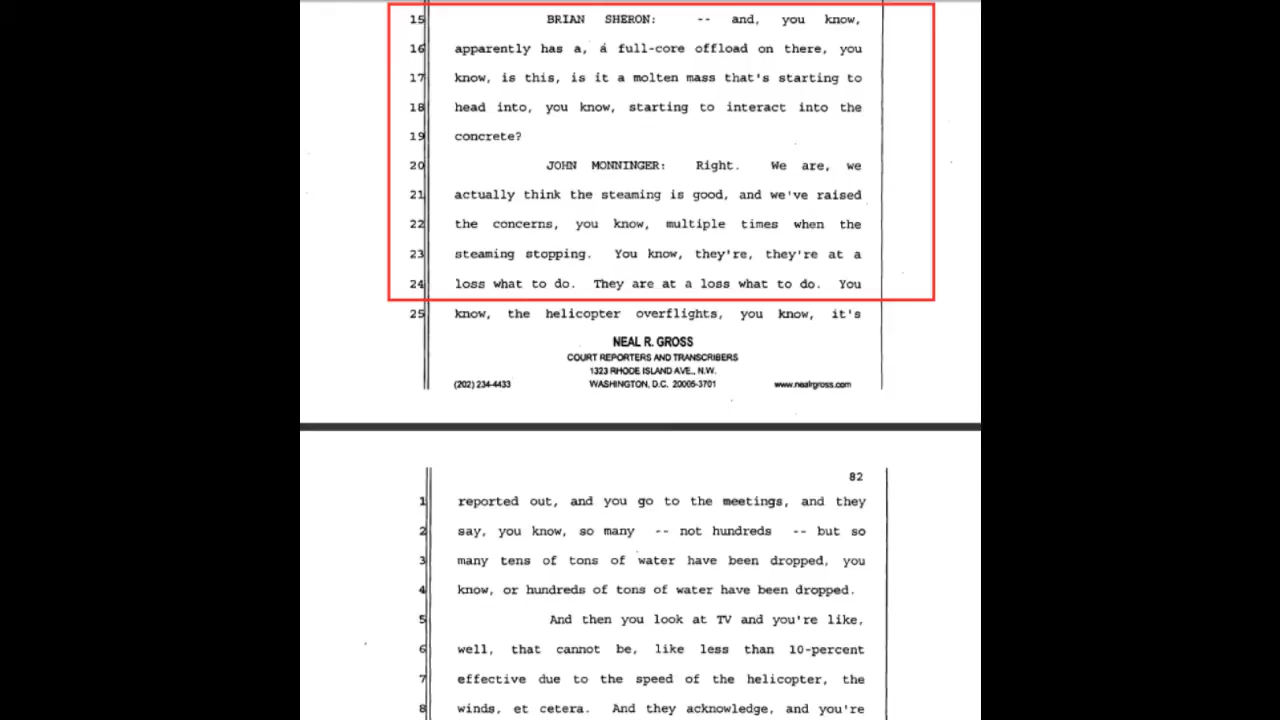 15 BRIAN SHERON: -- and, you know,
16 apparently has a, a full-core offload on there, you
17 know, is this, is it a molten mass that's starting to
18 head into, you know, starting to interact into the
19 concrete?
20 JOHN MONNINGER: Right. We are, we
21 actually think the steaming is good, and we've raised
22 the concerns, you know, multiple times when the
23 steaming stopping. You know, they're, they're at a
24 loss what to do. They are at a loss what to do. You
25 know, the helicopter overflights, you know, it's
NEAL R. GROSS
COURT REPORTERS AND TRANSCRIBERS
1323 RHODE ISLAND AVE., N.W.
(202) 234-4433 WASHINGTON, D.C. 20005-3701 www.nealrgross.com
82
1 reported out, and you go to the meetings, and they
2 say, you know, so many -- not hundreds -- but so
3 many tens of tons of water have been dropped, you
4 know, or hundreds of tons of water have been dropped.
5 And then you look at TV and you're like,
6 well, that cannot be, like less than 10-percent
7 effective due to the speed of the helicopter, the
8 winds, et cetera. And they acknowledge, and you're